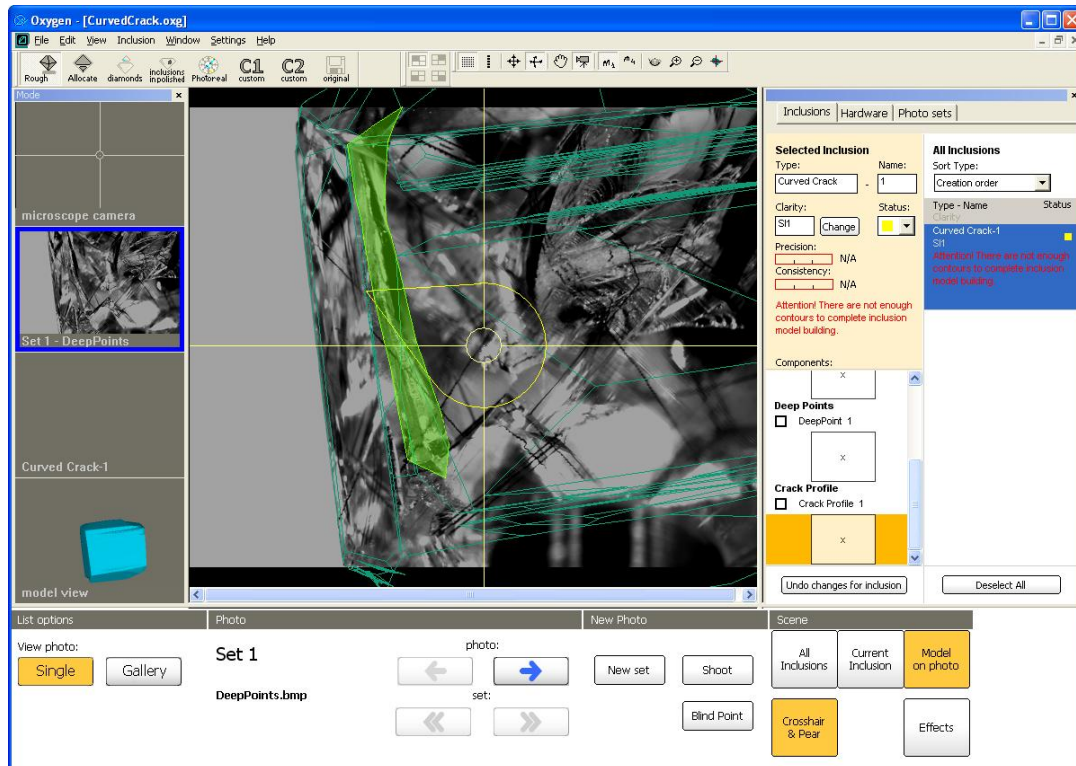 Oxygen - [CurvedCrack.oxg]
File Edit View Inclusion Window Settings Help
Rough
Allocate
diamonds
inclusions inpolished
Photoreal
C1 custom
C2 custom
original
Mode
microscope camera
Set 1 - DeepPoints
Curved Crack-1
model view
Inclusions Hardware Photo sets
Selected Inclusion
Type: Name:
Curved Crack - 1
Clarity: Status:
SI1 Change
Precision:
N/A
Consistency:
N/A
Attention! There are not enough
contours to complete inclusion
model building.
Components:
x
Deep Points
DeepPoint 1
x
Crack Profile
Crack Profile 1
x
Undo changes for inclusion
All Inclusions
Sort Type:
Creation order
Type - Name Status
Clarity
Curved Crack-1
SI1
Attention! There are not enough
contours to complete inclusion
model building.
Deselect All
List options
View photo:
Single Gallery
Photo
Set 1
DeepPoints.bmp
photo:
set:
New Photo
New set Shoot
Blind Point
Scene
All
Inclusions
Current
Inclusion
Model
on photo
Crosshair
& Pear
Effects